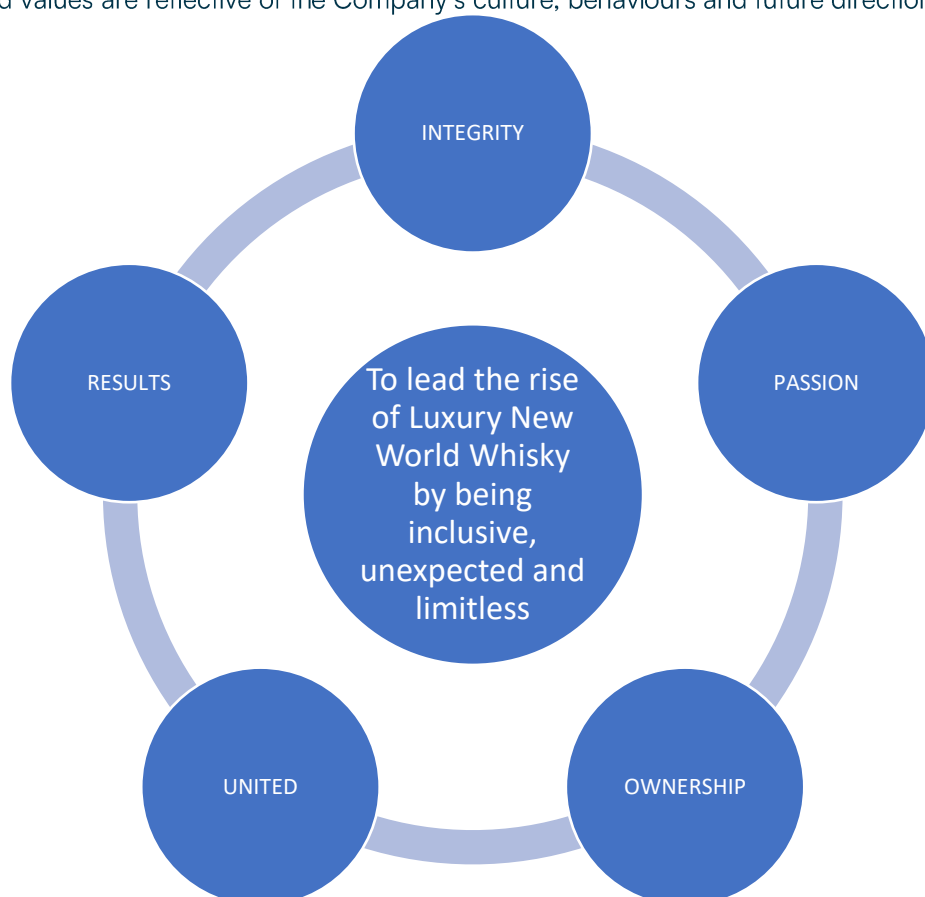 d values are reflective of the Company's culture, behaviours and future direction
INTEGRITY
PASSION
OWNERSHIP
UNITED
RESULTS
To lead the rise
of Luxury New
World Whisky
by being
inclusive,
unexpected and
limitless